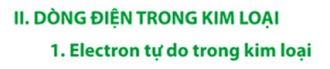 II. DÒNG ĐIỆN TRONG KIM LOẠI
1. Electron tự do trong kim loại